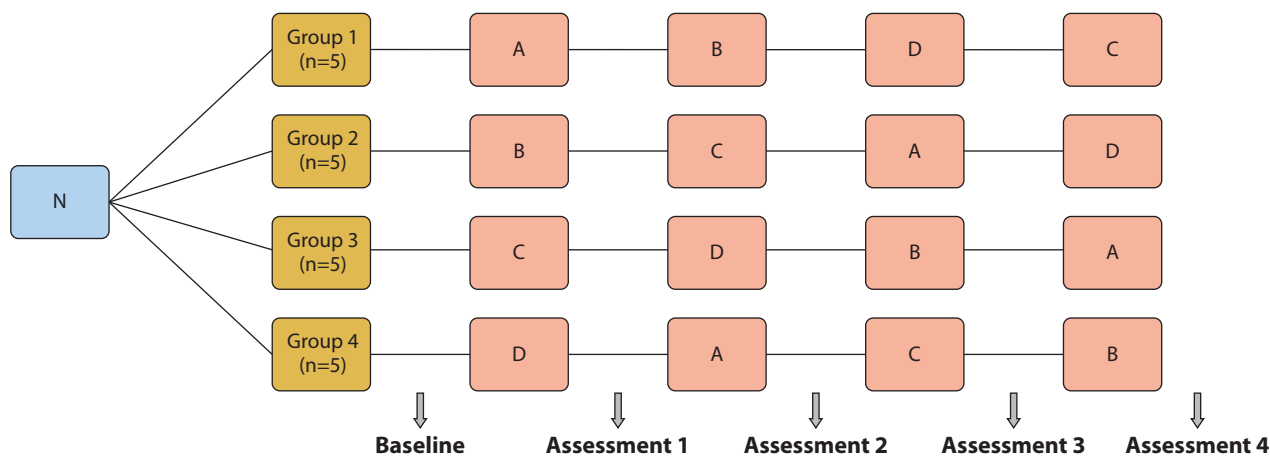 Group 1
(n=5)
A
B
D
C
Group 2
(n=5)
B
C
A
D
N
Group 3
(n=5)
C
D
B
A
Group 4
(n=5)
D
A
C
B
Baseline
Assessment 1
Assessment 2
Assessment 3
Assessment 4